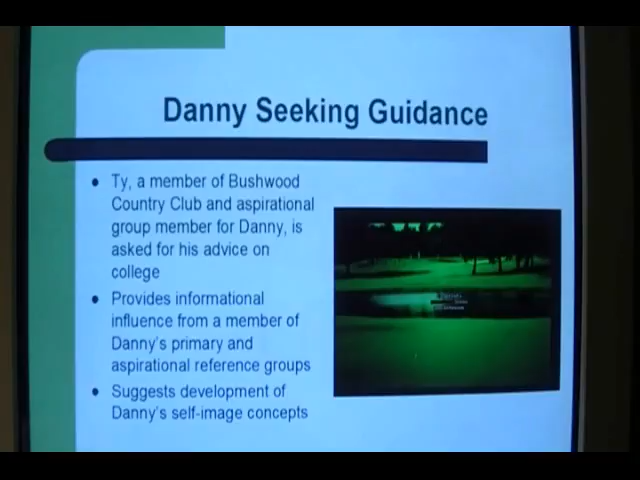 Danny Seeking Guidance
• Ty, a member of Bushwood
Country Club and aspirational
group member for Danny, is
asked for his advice on
college
• Provides informational
influence from a member of
Danny's primary and
aspirational reference groups
• Suggests development of
Danny's self-image concepts